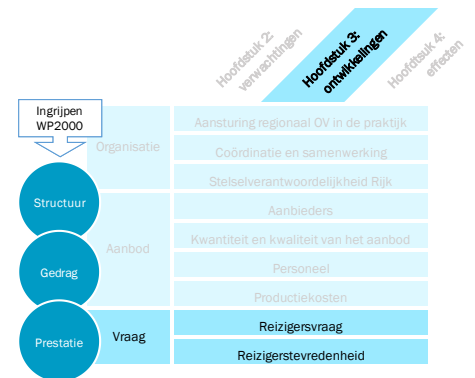 Hoofdstuk 2:
verwachtingen
Hoofdstuk 3:
ontwikkelingen
Hoofdtsuk 4:
effecten
Ingrijpen
WP2000
Organisatie
Aansturing regionaal OV in de praktijk
Coördinatie en samenwerking
Stelselverantwoordelijkheid Rijk
Structuur
Aanbod
Aanbieders
Kwantiteit en kwaliteit van het aanbod
Gedrag
Personeel
Productiekosten
Prestatie
Vraag
Reizigersvraag
Reizigerstevredenheid